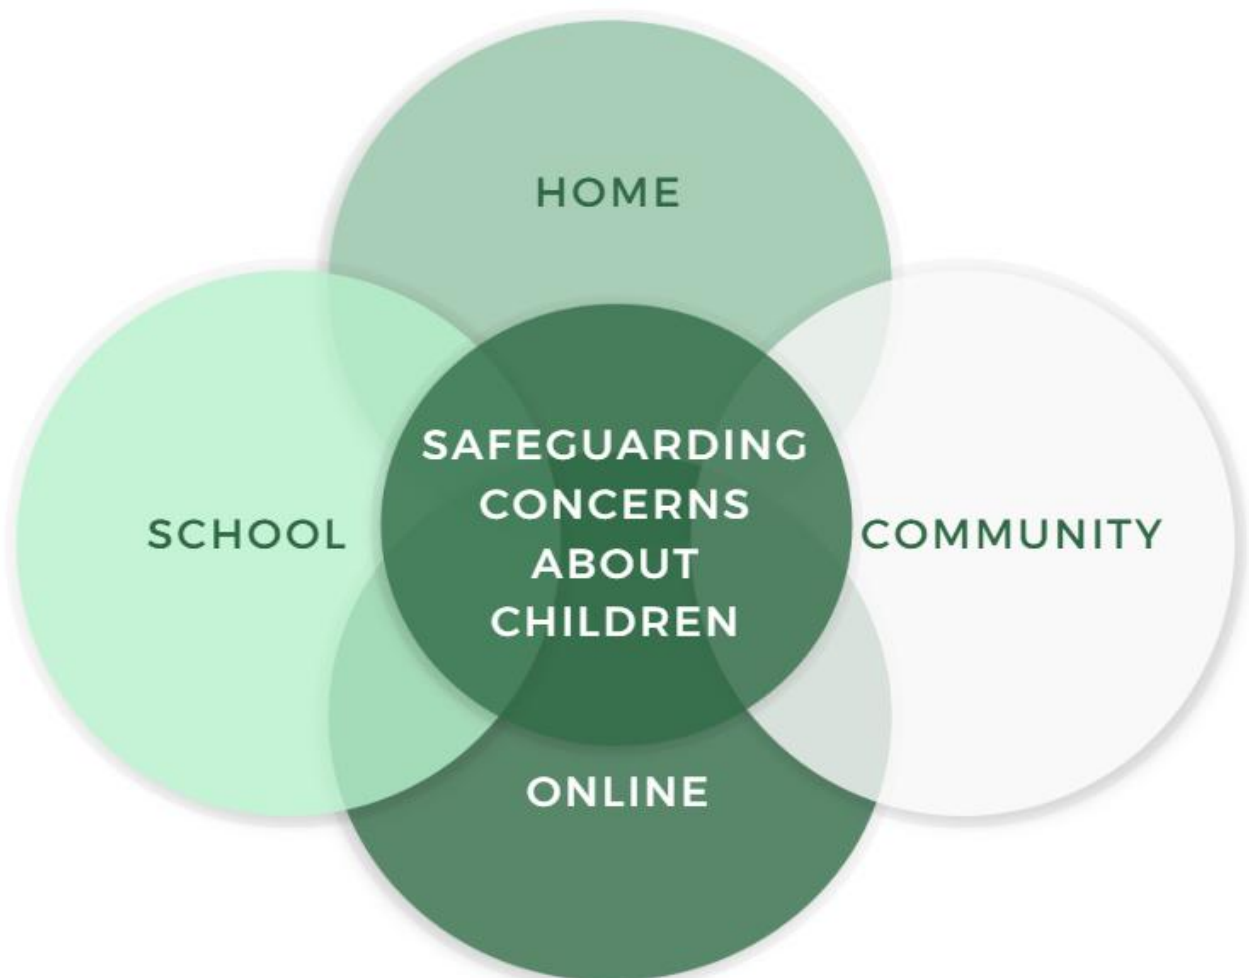 HOME
SCHOOL
SAFEGUARDING
CONCERNS
ABOUT
CHILDREN
COMMUNITY
ONLINE